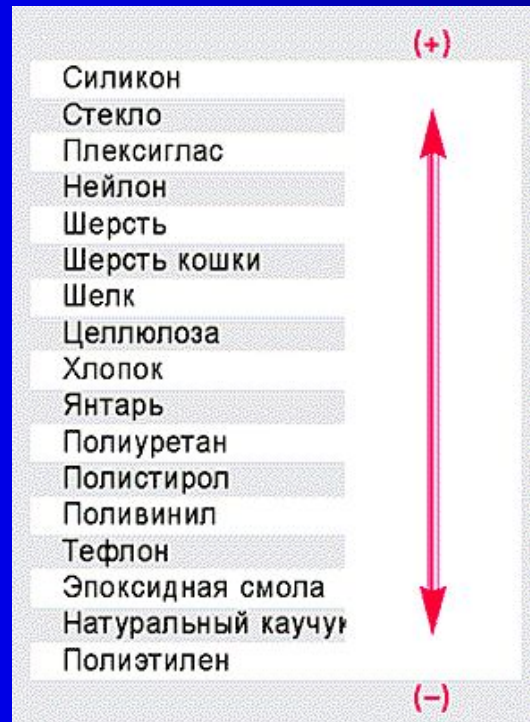 (+)
Силикон
Стекло
Плексиглас
Нейлон
Шерсть
Шерсть кошки
Шелк
Целлюлоза
Хлопок
Янтарь
Полиуретан
Полистирол
Поливинил
Тефлон
Эпоксидная смола
Натуральный каучук
Полиэтилен
(–)